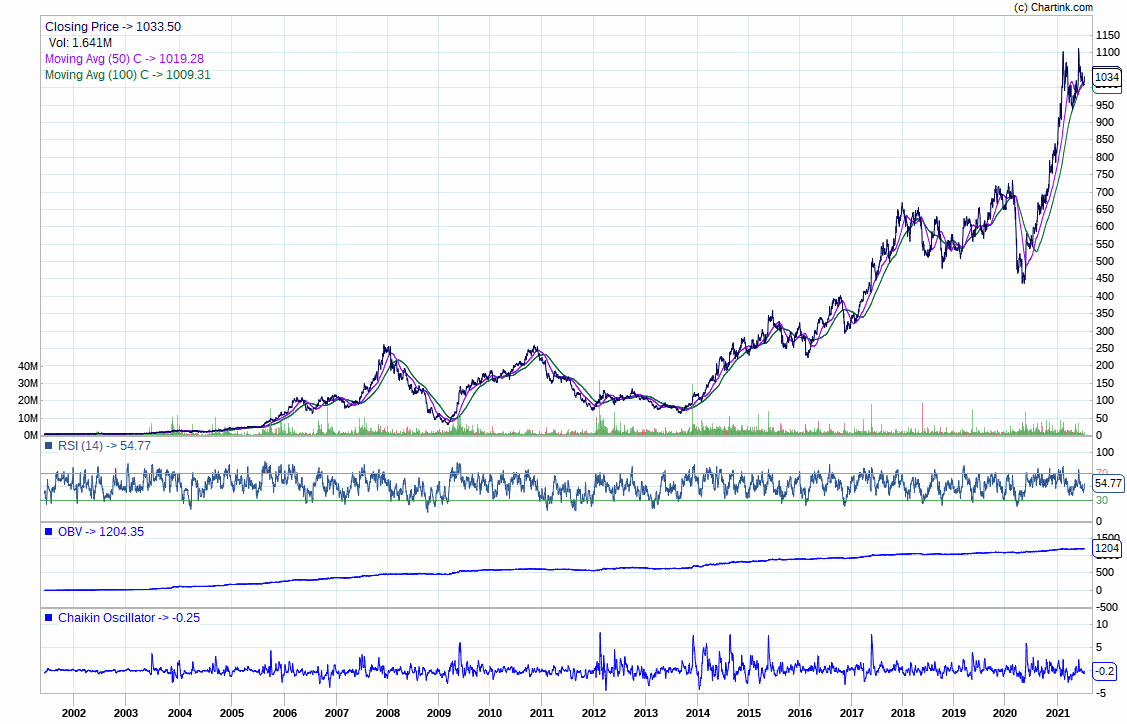 (c) Chartink.com
Closing Price -> 1033.50
Vol: 1.641M
Moving Avg (50) C -> 1019.28
Moving Avg (100) C -> 1009.31
1150
1100
1034
950
900
850
800
750
700
650
600
550
500
450
400
350
300
250
200
150
100
50
0
40M
30M
20M
10M
0M
RSI (14) -> 54.77
100
70
54.77
30
0
OBV -> 1204.35
1500
1204
500
0
-500
Chaikin Oscillator -> -0.25
10
5
-0.2
-5
2002 2003 2004 2005 2006 2007 2008 2009 2010 2011 2012 2013 2014 2015 2016 2017 2018 2019 2020 2021